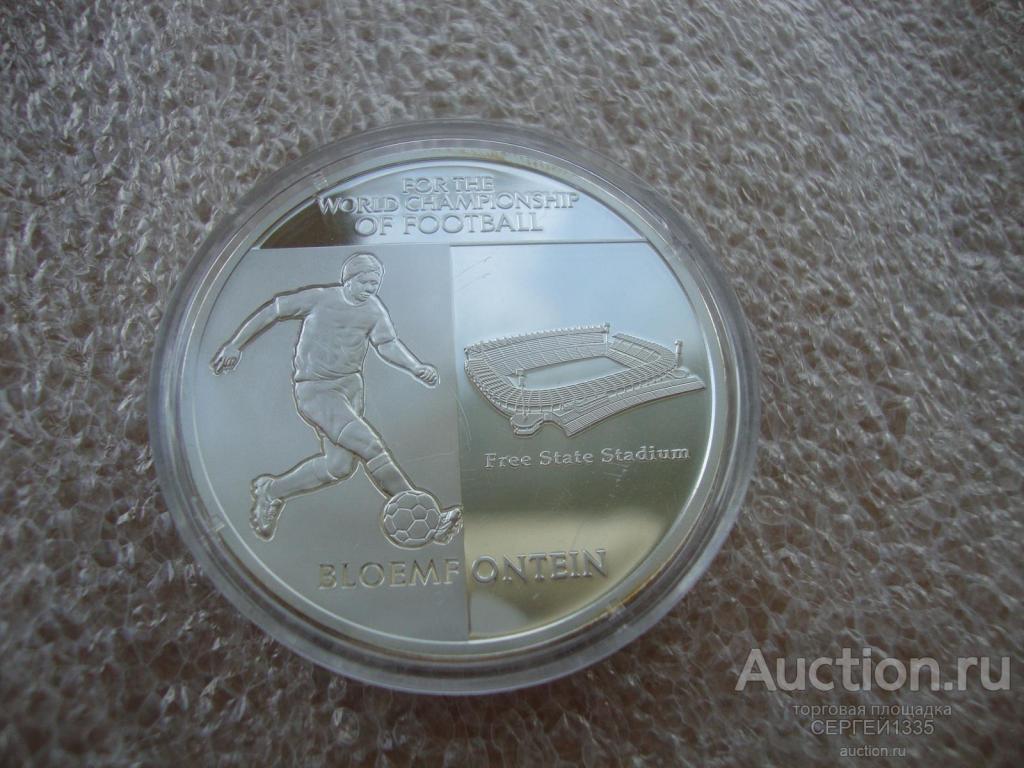 FOR THE
WORLD CHAMPIONSHIP
OF FOOTBALL
Free State Stadium
BLOEMFONTEIN
Auction.ru
торговая площадка
СЕРГЕЙ1335
auction.ru